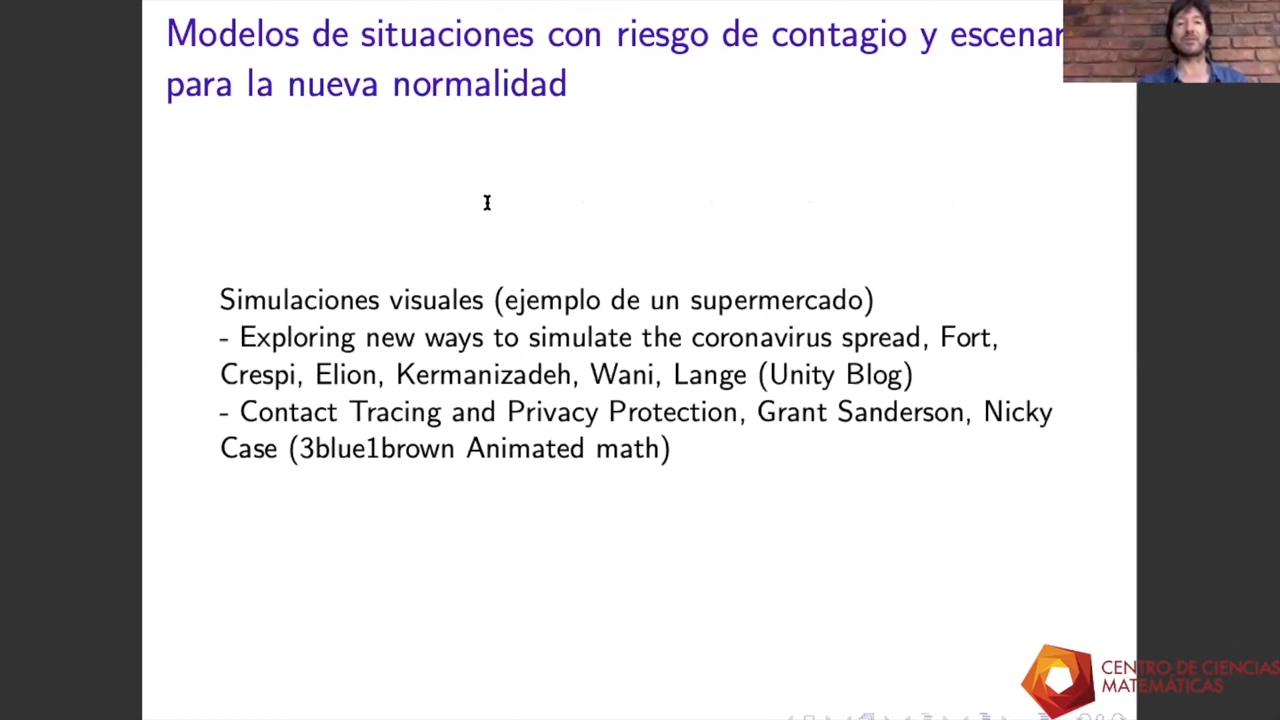 Modelos de situaciones con riesgo de contagio y escenar
para la nueva normalidad
Simulaciones visuales (ejemplo de un supermercado)
- Exploring new ways to simulate the coronavirus spread, Fort,
Crespi, Elion, Kermanizadeh, Wani, Lange (Unity Blog)
- Contact Tracing and Privacy Protection, Grant Sanderson, Nicky
Case (3blue1brown Animated math)
CENTRO DE CIENCIAS
MATEMÁTICAS